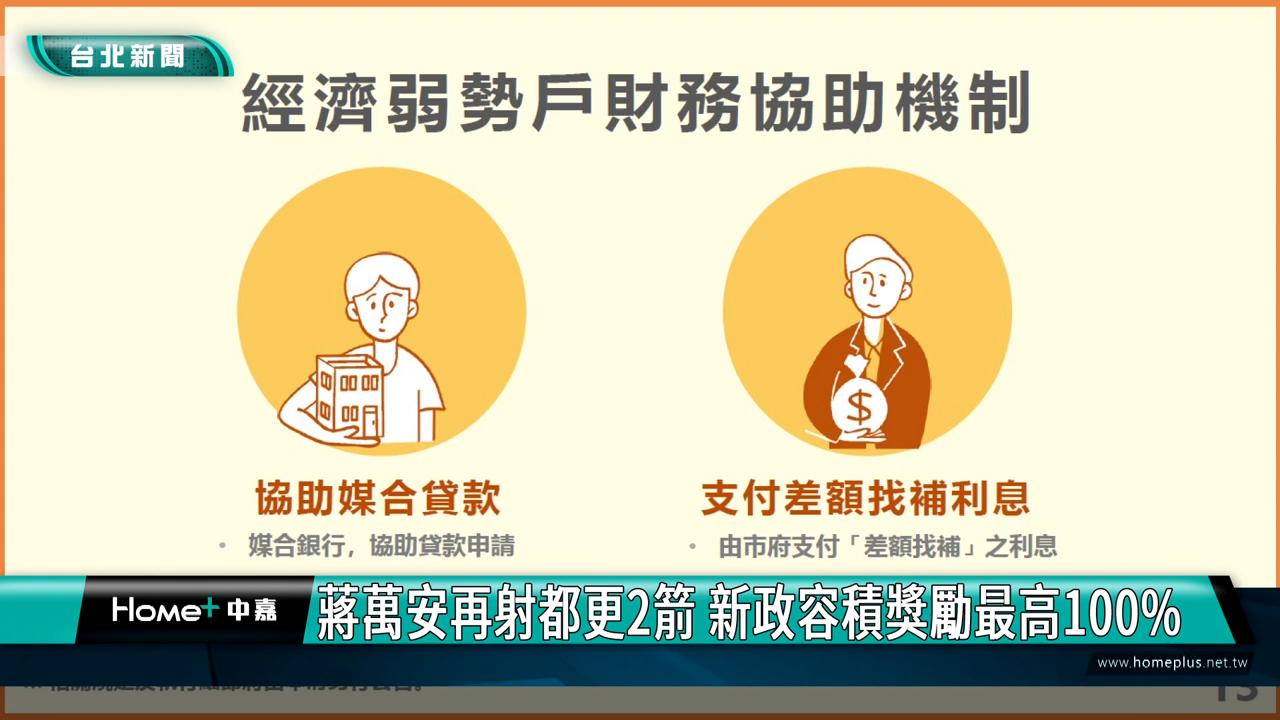 台北新聞
經濟弱勢戶財務協助機制
協助媒合貸款
• 媒合銀行，協助貸款申請
支付差額找補利息
• 由市府支付「差額找補」之利息
Home+中嘉
蔣萬安再射都更2箭 新政容積獎勵最高100%
www.homeplus.net.tw